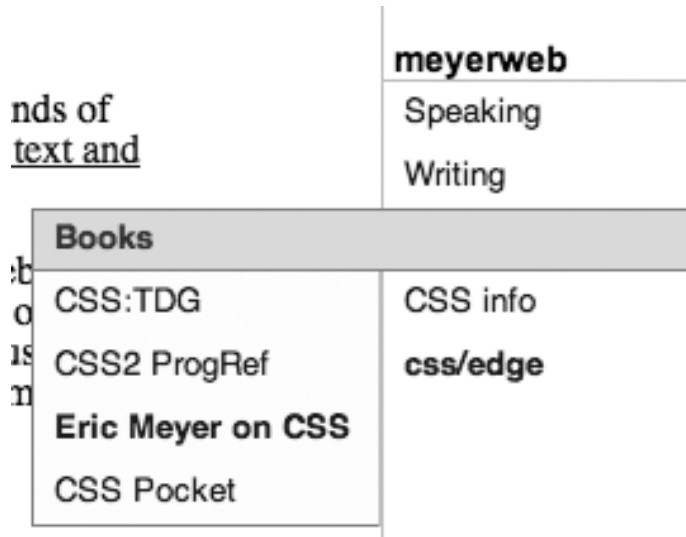 nds of
text and
meyerweb
Speaking
Writing
Books
CSS:TDG
CSS2 ProgRef
Eric Meyer on CSS
CSS Pocket
CSS info
css/edge